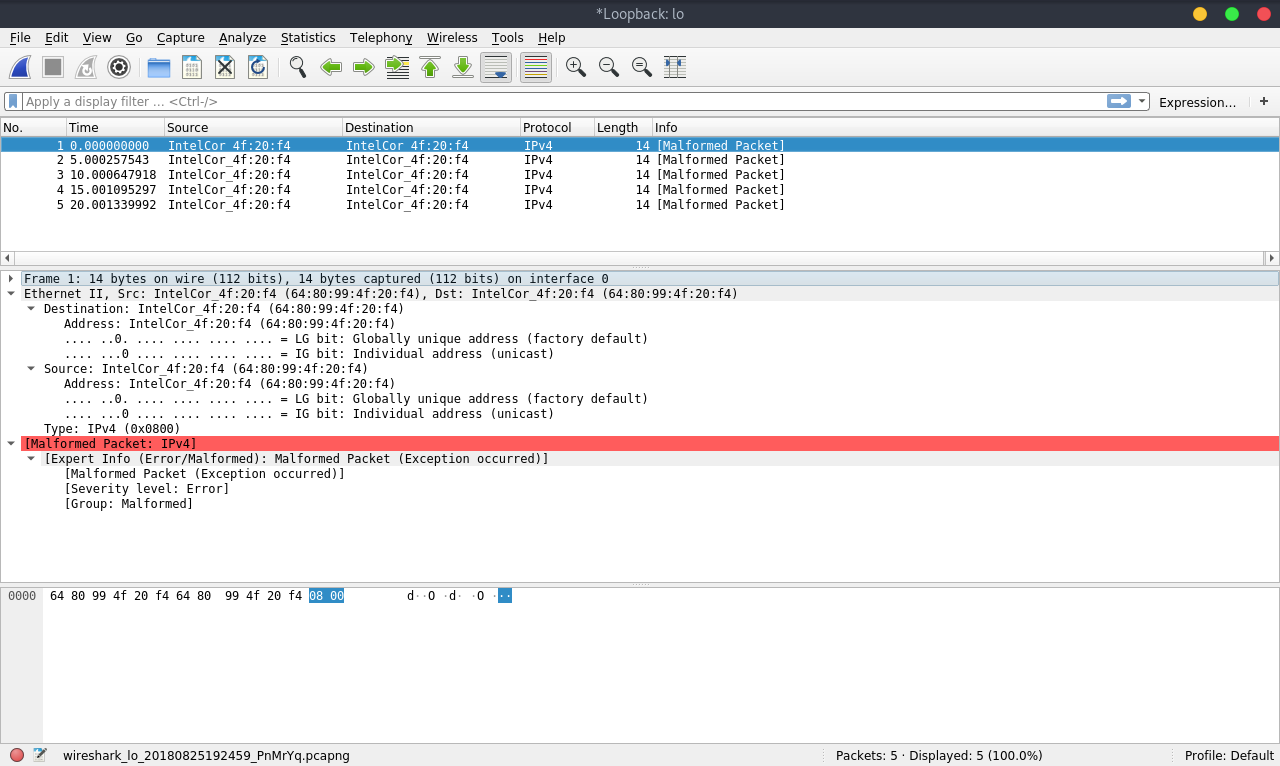 *Loopback: lo
File Edit View Go Capture Analyze Statistics Telephony Wireless Tools Help
Apply a display filter ... <Ctrl-/> Expression... +
No. Time Source Destination Protocol Length Info
1 0.000000000 IntelCor_4f:20:f4 IntelCor_4f:20:f4 IPv4 14 [Malformed Packet]
2 5.000257543 IntelCor_4f:20:f4 IntelCor_4f:20:f4 IPv4 14 [Malformed Packet]
3 10.000647918 IntelCor_4f:20:f4 IntelCor_4f:20:f4 IPv4 14 [Malformed Packet]
4 15.001095297 IntelCor_4f:20:f4 IntelCor_4f:20:f4 IPv4 14 [Malformed Packet]
5 20.001339992 IntelCor_4f:20:f4 IntelCor_4f:20:f4 IPv4 14 [Malformed Packet]
Frame 1: 14 bytes on wire (112 bits), 14 bytes captured (112 bits) on interface 0
Ethernet II, Src: IntelCor_4f:20:f4 (64:80:99:4f:20:f4), Dst: IntelCor_4f:20:f4 (64:80:99:4f:20:f4)
Destination: IntelCor_4f:20:f4 (64:80:99:4f:20:f4)
Address: IntelCor_4f:20:f4 (64:80:99:4f:20:f4)
.... ..0. .... .... .... .... = LG bit: Globally unique address (factory default)
.... ...0 .... .... .... .... = IG bit: Individual address (unicast)
Source: IntelCor_4f:20:f4 (64:80:99:4f:20:f4)
Address: IntelCor_4f:20:f4 (64:80:99:4f:20:f4)
.... ..0. .... .... .... .... = LG bit: Globally unique address (factory default)
.... ...0 .... .... .... .... = IG bit: Individual address (unicast)
Type: IPv4 (0x0800)
[Malformed Packet: IPv4]
[Expert Info (Error/Malformed): Malformed Packet (Exception occurred)]
[Malformed Packet (Exception occurred)]
[Severity level: Error]
[Group: Malformed]
0000 64 80 99 4f 20 f4 64 80 99 4f 20 f4 08 00 d··O ·d· ·O ···
wireshark_lo_20180825192459_PnMrYq.pcapng Packets: 5 · Displayed: 5 (100.0%) Profile: Default